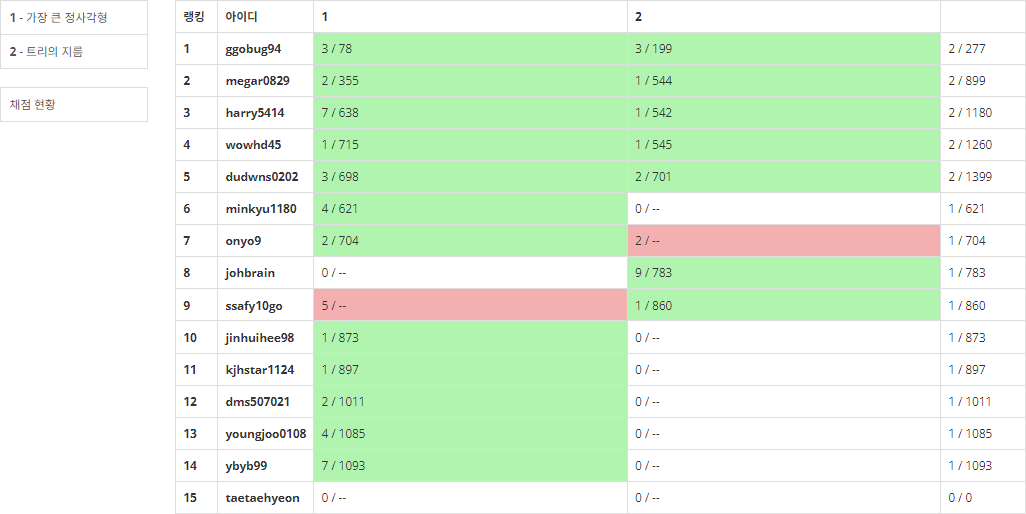 1 - 가장 큰 정사각형
2 - 트리의 지름
채점 현황
랭킹 아이디 1 2
1 ggobug94 3 / 78 3 / 199 2 / 277
2 megar0829 2 / 355 1 / 544 2 / 899
3 harry5414 7 / 638 1 / 542 2 / 1180
4 wowhd45 1 / 715 1 / 545 2 / 1260
5 dudwns0202 3 / 698 2 / 701 2 / 1399
6 minkyu1180 4 / 621 0 / -- 1 / 621
7 onyo9 2 / 704 2 / -- 1 / 704
8 johbrain 0 / -- 9 / 783 1 / 783
9 ssafy10go 5 / -- 1 / 860 1 / 860
10 jinhuihee98 1 / 873 0 / -- 1 / 873
11 kjhstar1124 1 / 897 0 / -- 1 / 897
12 dms507021 2 / 1011 0 / -- 1 / 1011
13 youngjoo0108 4 / 1085 0 / -- 1 / 1085
14 ybyb99 7 / 1093 0 / -- 1 / 1093
15 taetaehyeon 0 / -- 0 / -- 0 / 0